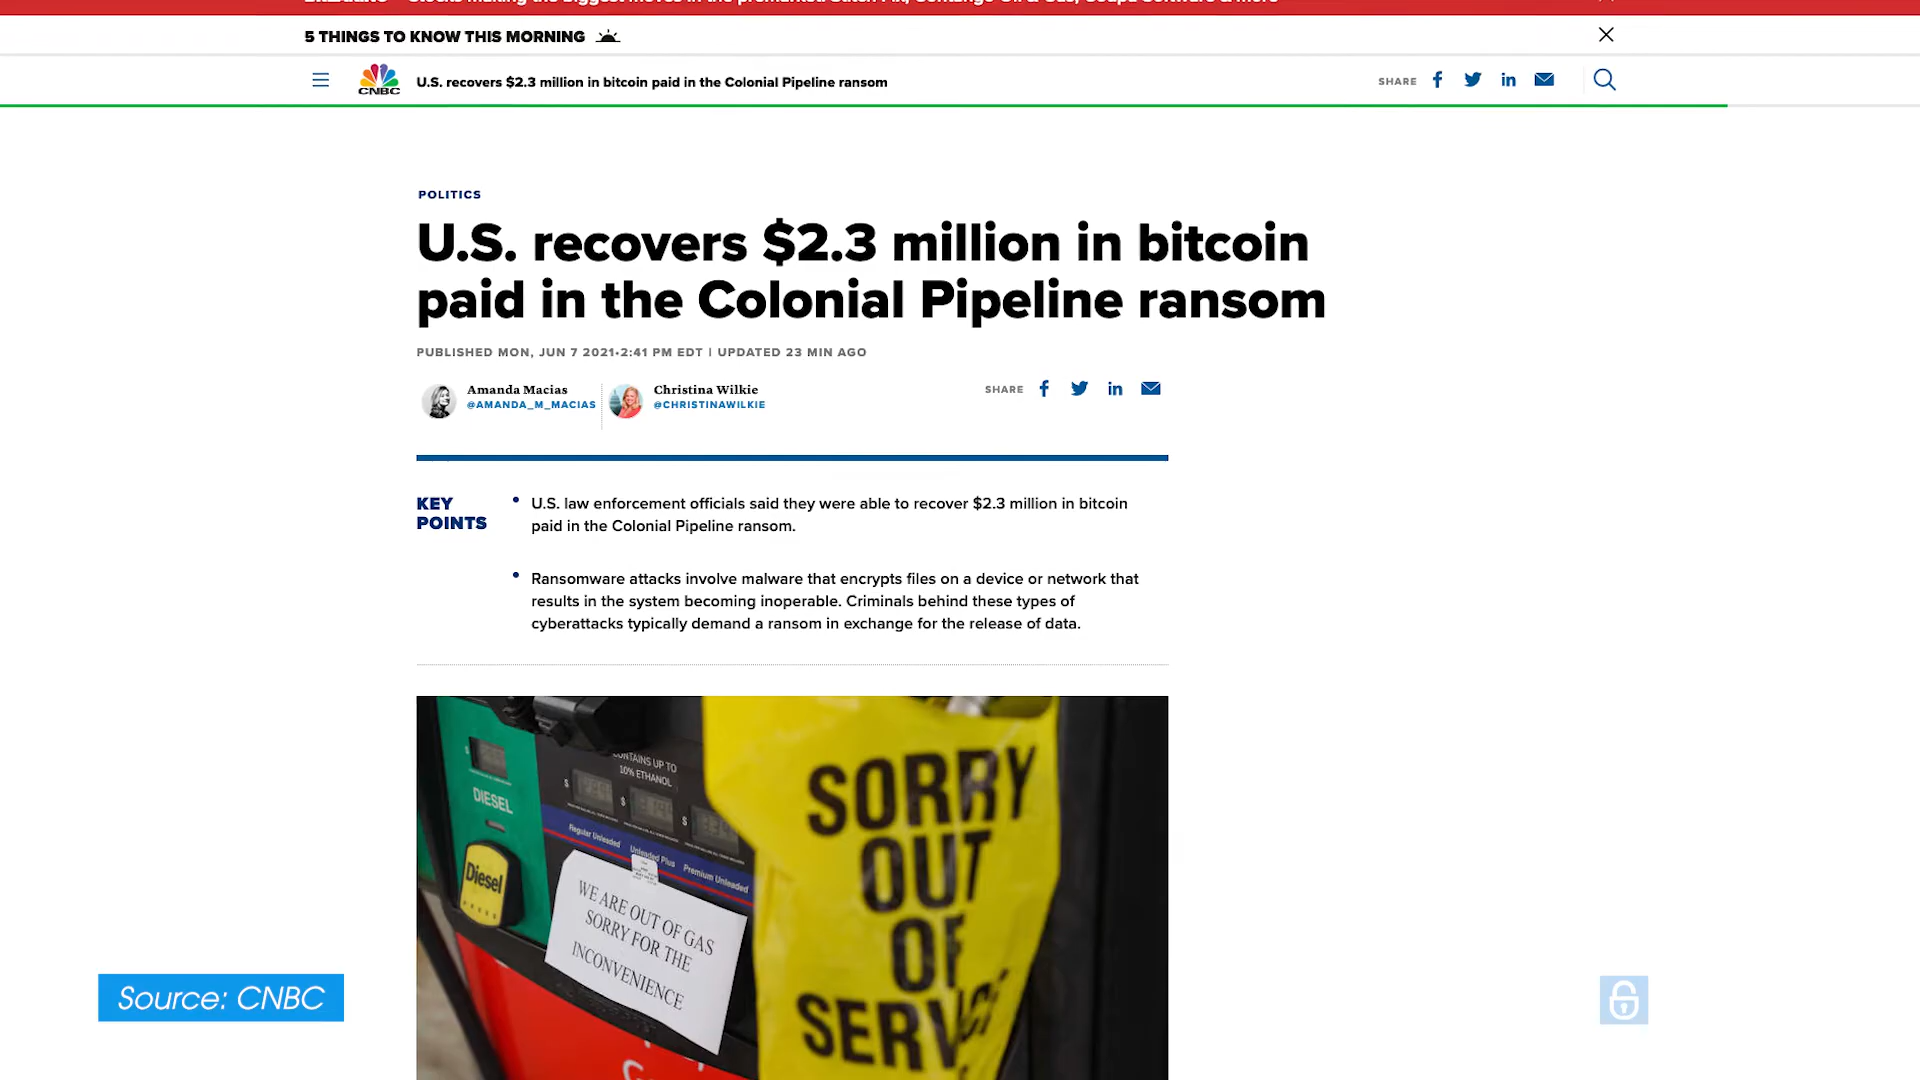 5 THINGS TO KNOW THIS MORNING
CNBC
U.S. recovers $2.3 million in bitcoin paid in the Colonial Pipeline ransom
SHARE
POLITICS
U.S. recovers $2.3 million in bitcoin
paid in the Colonial Pipeline ransom
PUBLISHED MON, JUN 7 2021•2:41 PM EDT | UPDATED 23 MIN AGO
Amanda Macias
@AMANDA_M_MACIAS
Christina Wilkie
@CHRISTINAWILKIE
SHARE
KEY
POINTS
• U.S. law enforcement officials said they were able to recover $2.3 million in bitcoin
paid in the Colonial Pipeline ransom.
• Ransomware attacks involve malware that encrypts files on a device or network that
results in the system becoming inoperable. Criminals behind these types of
cyberattacks typically demand a ransom in exchange for the release of data.
CONTAINS UP TO
10% ETHANOL
DIESEL
Regular Unleaded
Unleaded Plus
Premium Unleaded
Diesel
WE ARE OUT OF GAS
SORRY FOR THE
INCONVENIENCE
SORRY
OUT
OF
SERVICE
Source: CNBC